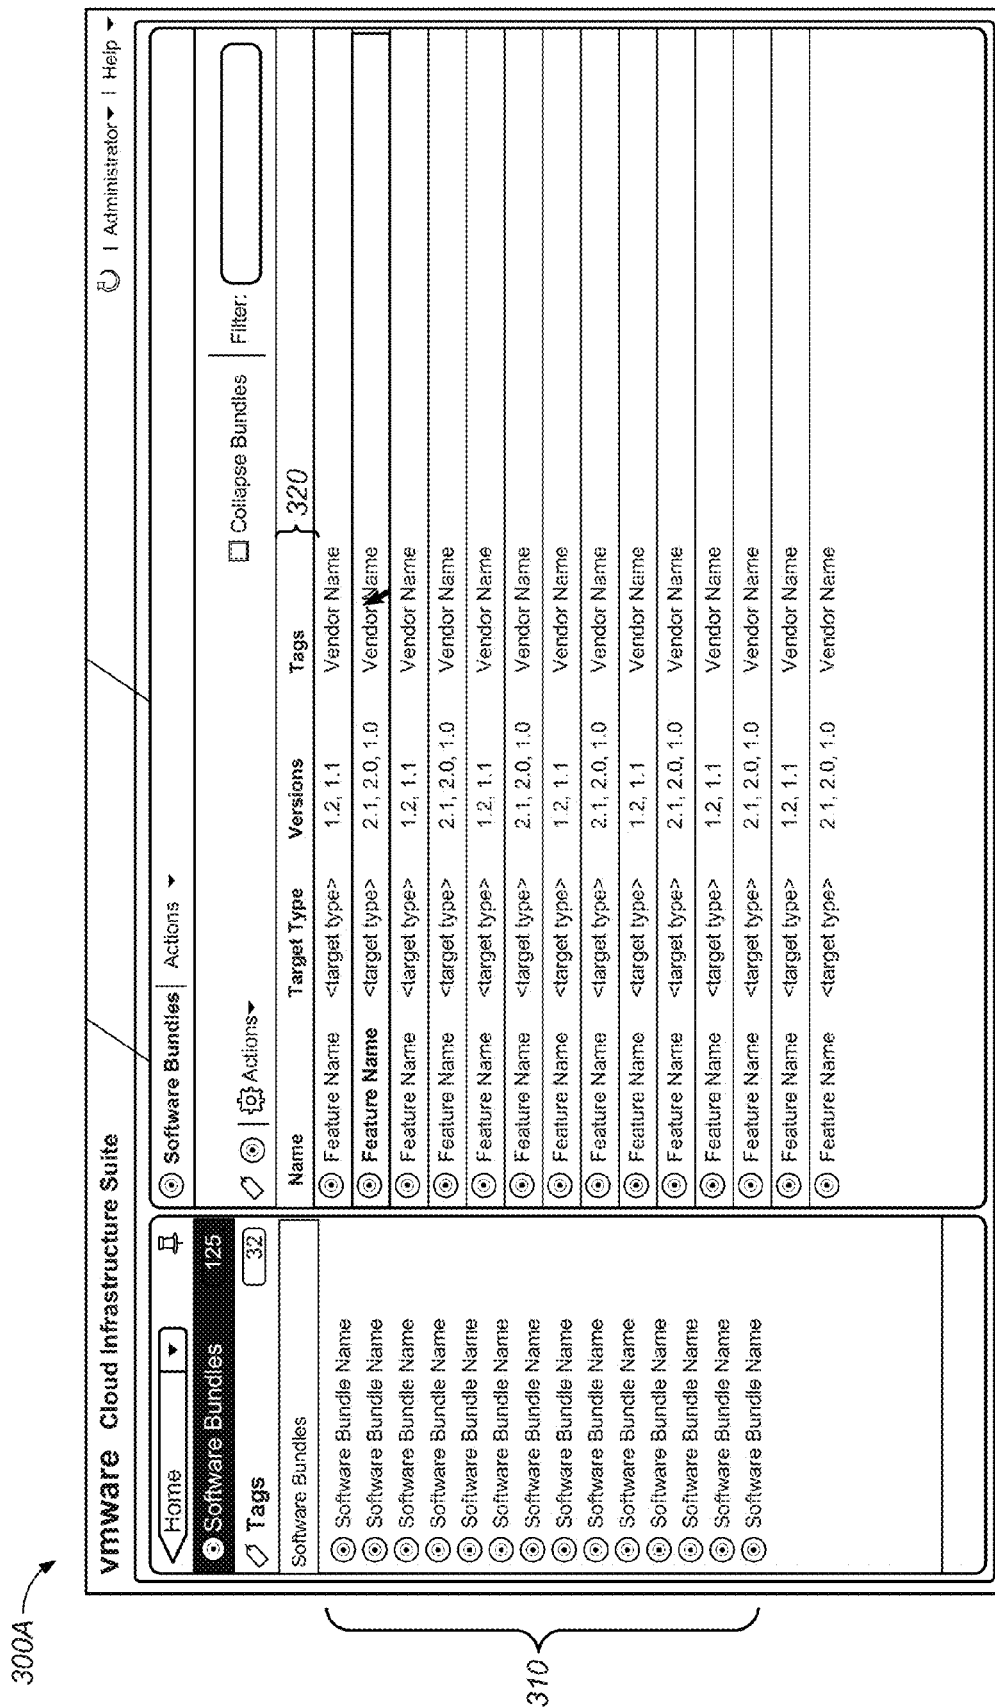 300A
vmware Cloud Infrastructure Suite
| Administrator | Help
Home
Software Bundles 125
Tags 32
Software Bundles
Software Bundle Name
Software Bundle Name
Software Bundle Name
Software Bundle Name
Software Bundle Name
Software Bundle Name
Software Bundle Name
Software Bundle Name
Software Bundle Name
Software Bundle Name
Software Bundle Name
Software Bundle Name
Software Bundle Name
Software Bundle Name
310
Software Bundles | Actions
| Actions
Collapse Bundles | Filter:
Name Target Type Versions Tags
320
Feature Name <target type> 1.2, 1.1 Vendor Name
Feature Name <target type> 2.1, 2.0, 1.0 Vendor Name
Feature Name <target type> 1.2, 1.1 Vendor Name
Feature Name <target type> 2.1, 2.0, 1.0 Vendor Name
Feature Name <target type> 1.2, 1.1 Vendor Name
Feature Name <target type> 2.1, 2.0, 1.0 Vendor Name
Feature Name <target type> 1.2, 1.1 Vendor Name
Feature Name <target type> 2.1, 2.0, 1.0 Vendor Name
Feature Name <target type> 1.2, 1.1 Vendor Name
Feature Name <target type> 2.1, 2.0, 1.0 Vendor Name
Feature Name <target type> 1.2, 1.1 Vendor Name
Feature Name <target type> 2.1, 2.0, 1.0 Vendor Name
Feature Name <target type> 1.2, 1.1 Vendor Name
Feature Name <target type> 2.1, 2.0, 1.0 Vendor Name